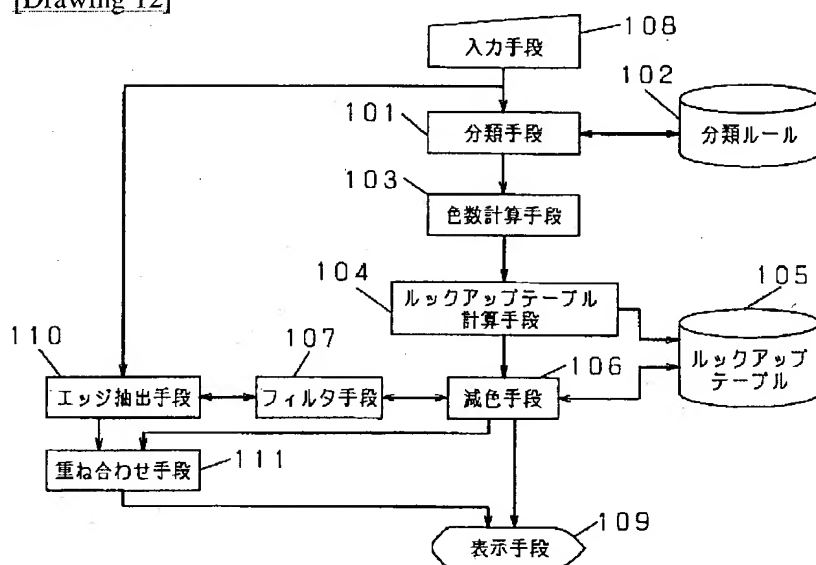 [Drawing 12]
108
入力手段
102
101
分類手段
分類ルール
103
色数計算手段
104
105
ルックアップテーブル
計算手段
110
107
106
ルックアップ
テーブル
エッジ抽出手段
フィルタ手段
減色手段
重ね合わせ手段
111
109
表示手段